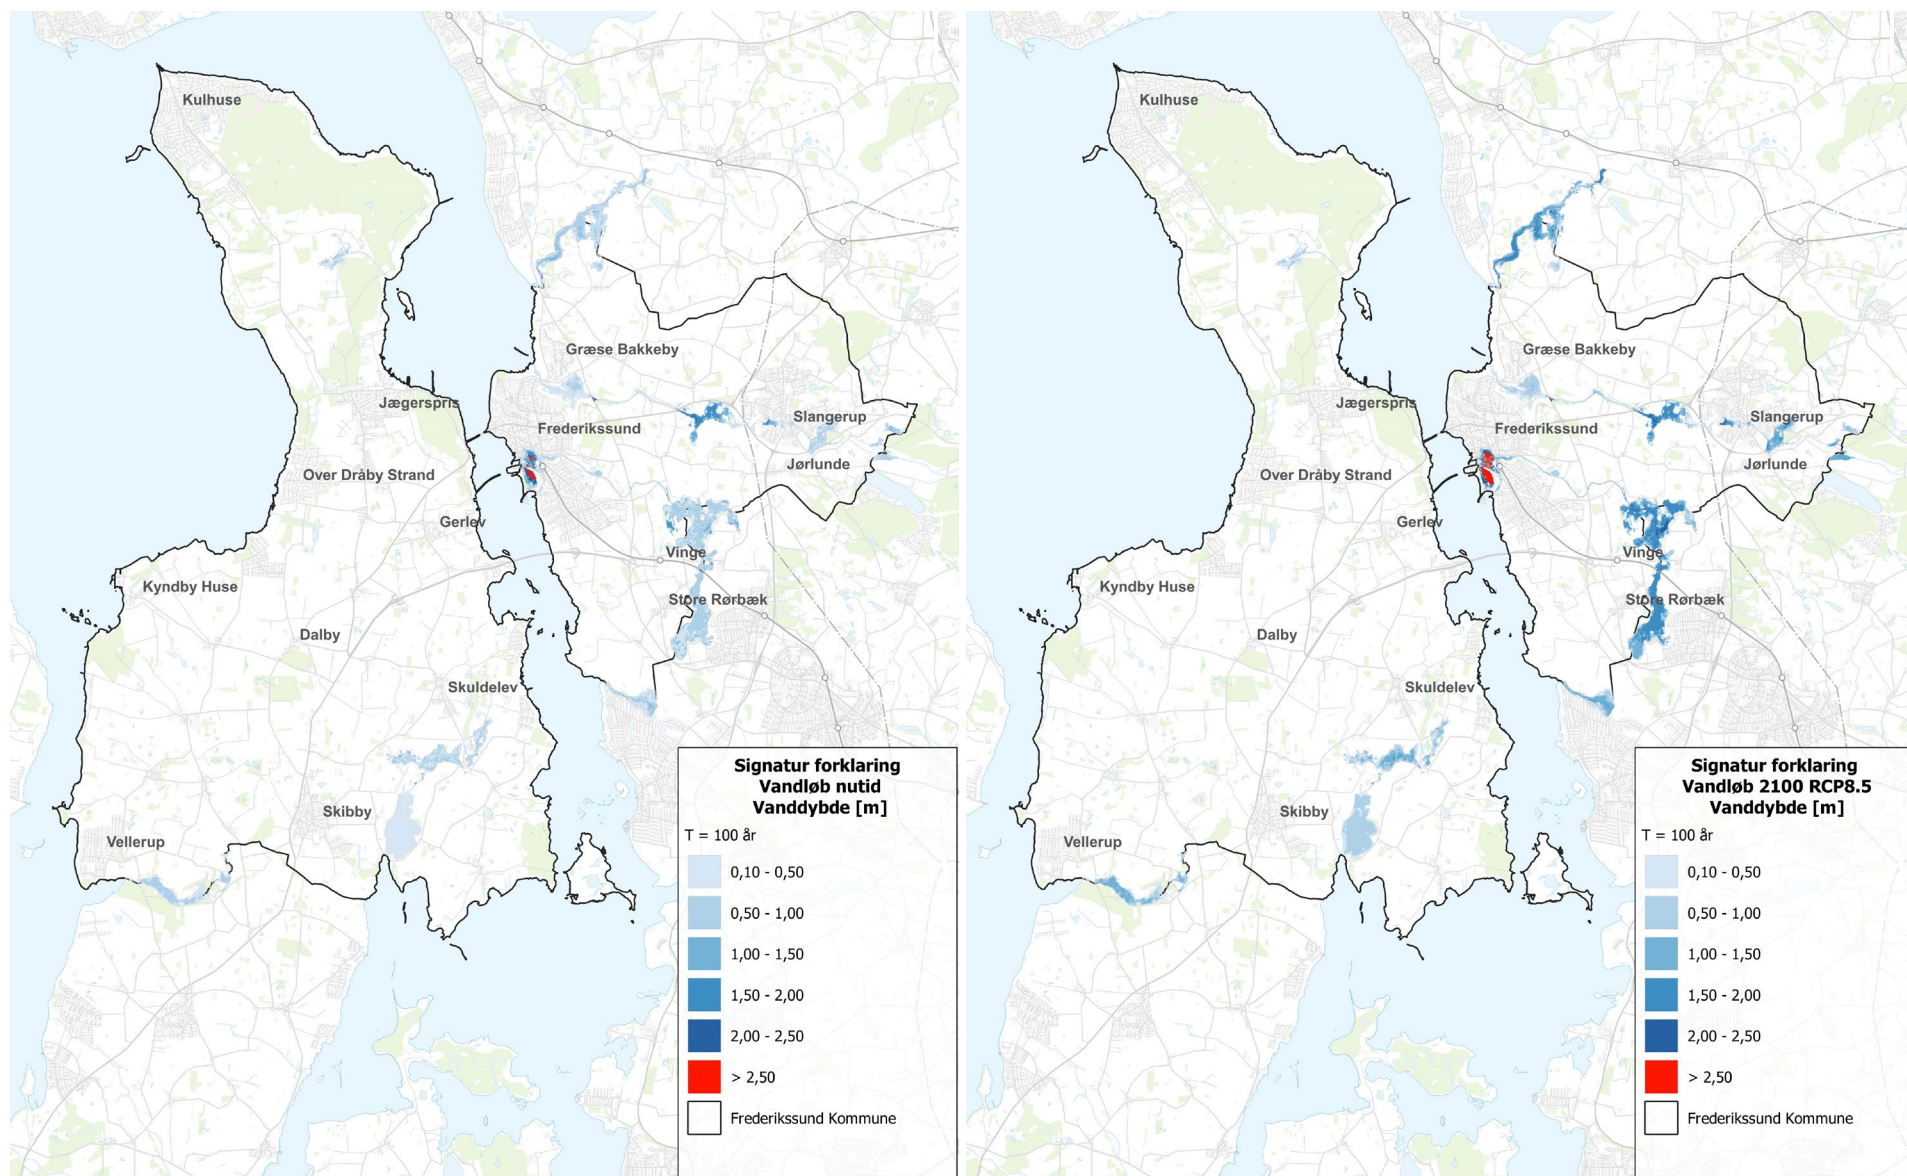 Kulhuse
Græse Bakkeby
Jægerspris
Slangerup
Frederikssund
Jørlunde
Over Dråby Strand
Gerlev
Vinge
Kyndby Huse
Store Rørbæk
Dalby
Skuldelev
Skibby
Vellerup
Signatur forklaring
Vandløb nutid
Vanddybde [m]
T = 100 år
0,10 - 0,50
0,50 - 1,00
1,00 - 1,50
1,50 - 2,00
2,00 - 2,50
> 2,50
Frederikssund Kommune
Kulhuse
Græse Bakkeby
Jægerspris
Slangerup
Frederikssund
Jørlunde
Over Dråby Strand
Gerlev
Vinge
Kyndby Huse
Store Rørbæk
Dalby
Skuldelev
Skibby
Vellerup
Signatur forklaring
Vandløb 2100 RCP8.5
Vanddybde [m]
T = 100 år
0,10 - 0,50
0,50 - 1,00
1,00 - 1,50
1,50 - 2,00
2,00 - 2,50
> 2,50
Frederikssund Kommune